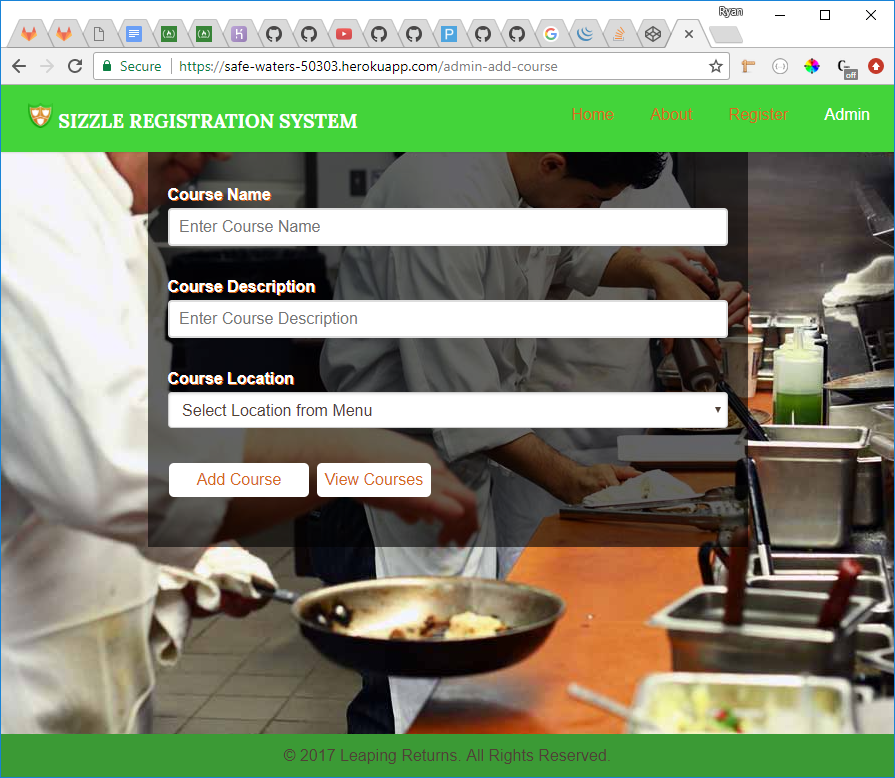 Ryan
Secure https://safe-waters-50303.herokuapp.com/admin-add-course
off
SIZZLE REGISTRATION SYSTEM
Home About Register Admin
Course Name
Enter Course Name
Course Description
Enter Course Description
Course Location
Select Location from Menu
Add Course View Courses
© 2017 Leaping Returns. All Rights Reserved.